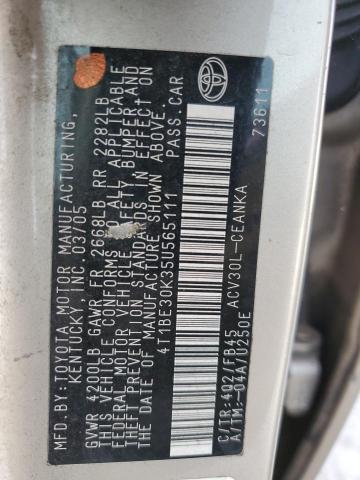 MFD.BY: TOYOTA MOTOR MANUFACTURING,
KENTUCKY, INC 03/05
GVWR 4200LB GAWR FR 2668LB RR 2282LB
THIS VEHICLE CONFORMS TO ALL APPLICABLE
FEDERAL MOTOR VEHICLE SAFETY, BUMPER, AND
THEFT PREVENTION STANDARDS IN EFFECT ON
THE DATE OF MANUFACTURE SHOWN ABOVE.
4T1BE30K35U565111 PASS.CAR
C/TR:4Q2/FB45 ACV30L-CEANKA
A/TM:-04A/U250E
73611